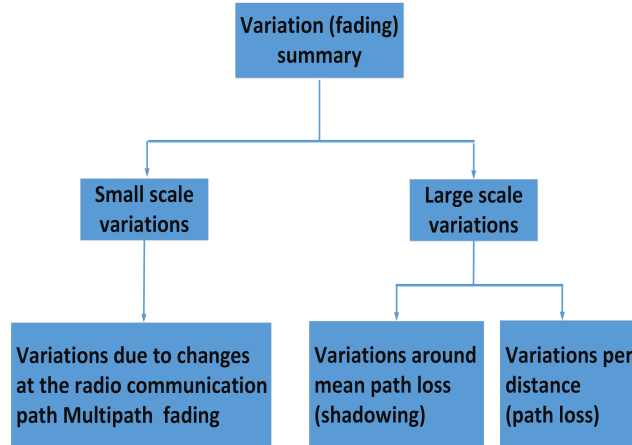 Variation (fading)
summary
Small scale
variations
Large scale
variations
Variations due to changes
at the radio communication
path Multipath fading
Variations around
mean path loss
(shadowing)
Variations per
distance
(path loss)